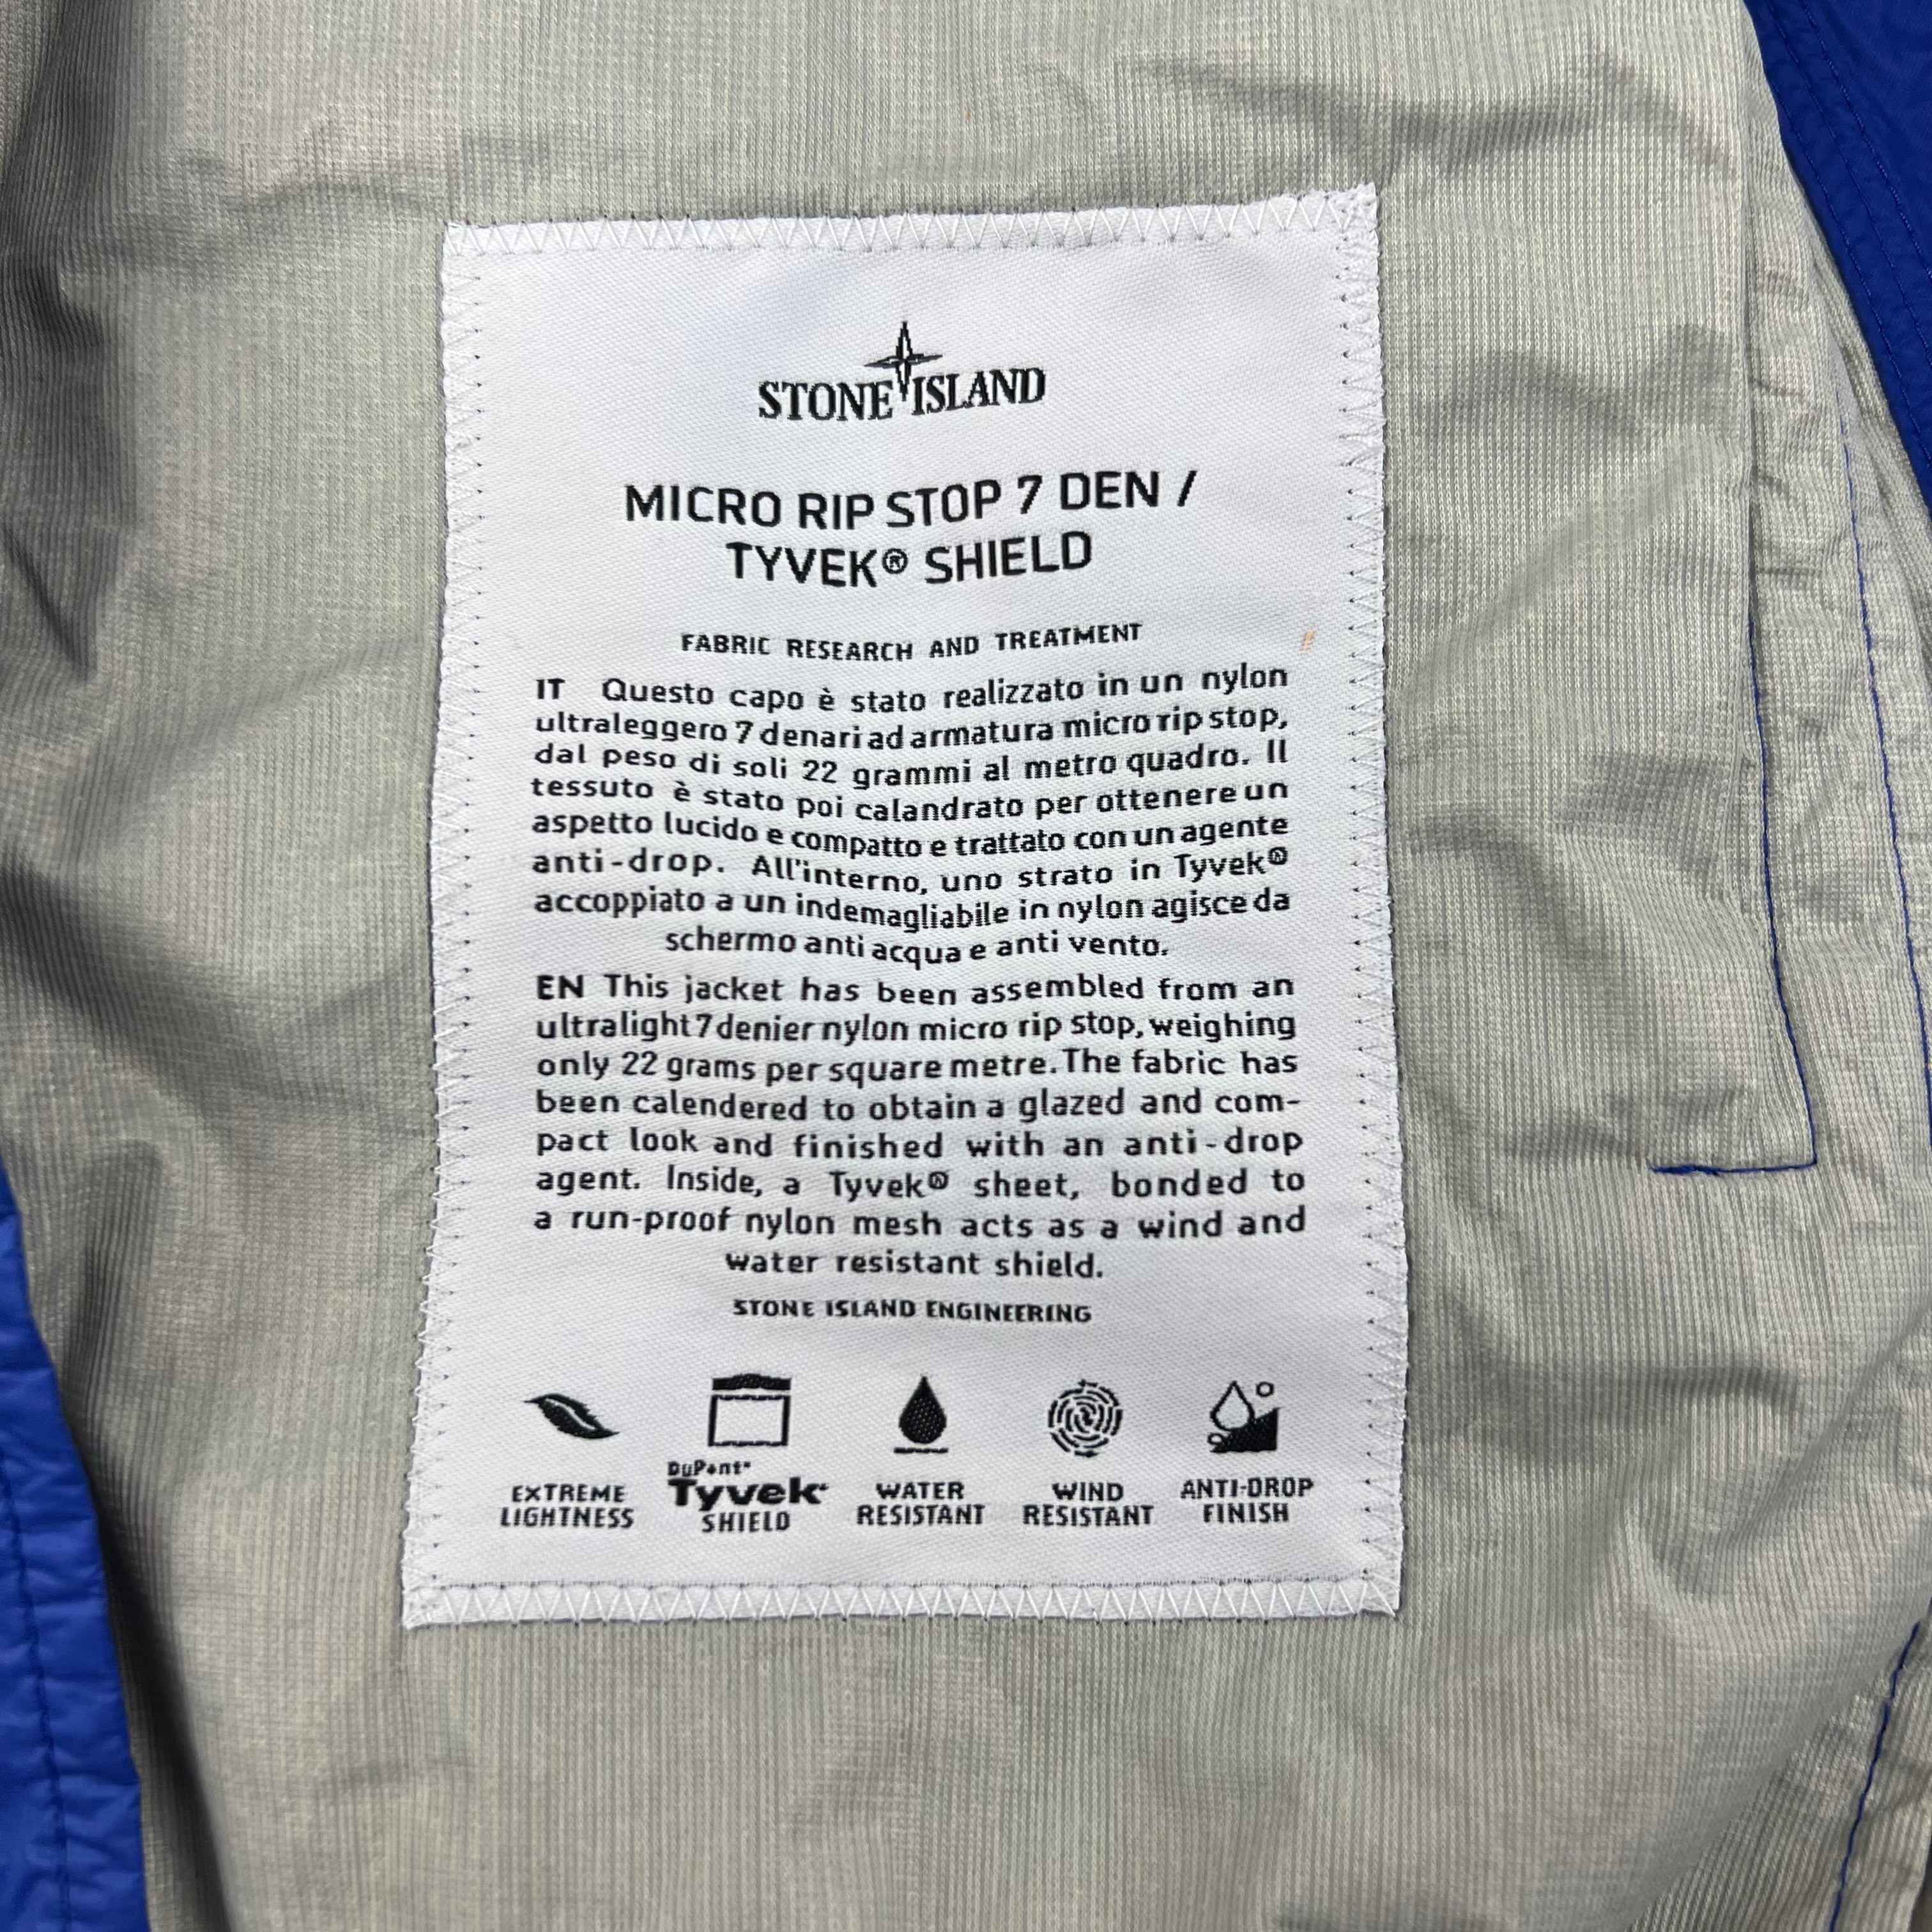 STONE ISLAND
MICRO RIP STOP 7 DEN /
TYVEK® SHIELD
FABRIC RESEARCH AND TREATMENT
IT Questo capo è stato realizzato in un nylon
ultraleggero 7 denari ad armatura micro rip stop,
dal peso di soli 22 grammi al metro quadro. Il
tessuto è stato poi calandrato per ottenere un
aspetto lucido e compatto e trattato con un agente
anti-drop. All'interno, uno strato in Tyvek®
accoppiato a un indemagliabile in nylon agisce da
schermo anti acqua e anti vento.
EN This jacket has been assembled from an
ultralight 7 denier nylon micro rip stop, weighing
only 22 grams per square metre. The fabric has
been calendered to obtain a glazed and com-
pact look and finished with an anti-drop
agent. Inside, a Tyvek® sheet, bonded to
a run-proof nylon mesh acts as a wind and
water resistant shield.
STONE ISLAND ENGINEERING
EXTREME
LIGHTNESS
DuPont™
Tyvek®
SHIELD
WATER
RESISTANT
WIND
RESISTANT
ANTI-DROP
FINISH